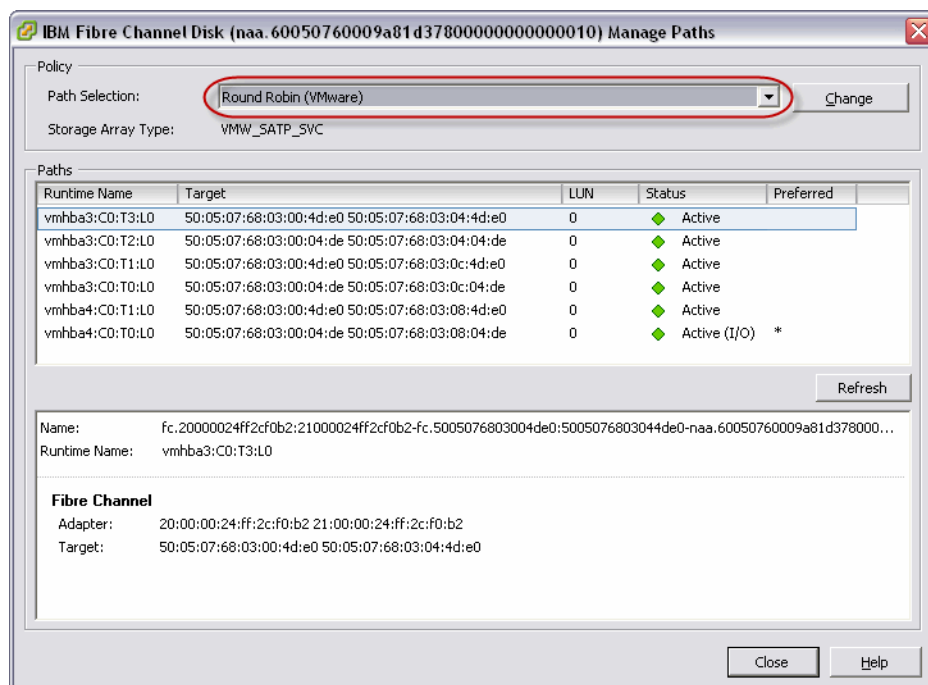 IBM Fibre Channel Disk (naa.60050760009a81d37800000000000010) Manage Paths
Policy
Path Selection: Round Robin (VMware) Change
Storage Array Type: VMW_SATP_SVC
Paths
Runtime Name Target LUN Status Preferred
vmhba3:C0:T3:L0 50:05:07:68:03:00:4d:e0 50:05:07:68:03:04:4d:e0 0 Active
vmhba3:C0:T2:L0 50:05:07:68:03:00:04:de 50:05:07:68:03:04:04:de 0 Active
vmhba3:C0:T1:L0 50:05:07:68:03:00:4d:e0 50:05:07:68:03:0c:4d:e0 0 Active
vmhba3:C0:T0:L0 50:05:07:68:03:00:04:de 50:05:07:68:03:0c:04:de 0 Active
vmhba4:C0:T1:L0 50:05:07:68:03:00:4d:e0 50:05:07:68:03:08:4d:e0 0 Active
vmhba4:C0:T0:L0 50:05:07:68:03:00:04:de 50:05:07:68:03:08:04:de 0 Active (I/O) *
Refresh
Name: fc.20000024ff2cf0b2:21000024ff2cf0b2-fc.5005076803004de0:5005076803044de0-naa.60050760009a81d378000...
Runtime Name: vmhba3:C0:T3:L0
Fibre Channel
Adapter: 20:00:00:24:ff:2c:f0:b2 21:00:00:24:ff:2c:f0:b2
Target: 50:05:07:68:03:00:4d:e0 50:05:07:68:03:04:4d:e0
Close Help